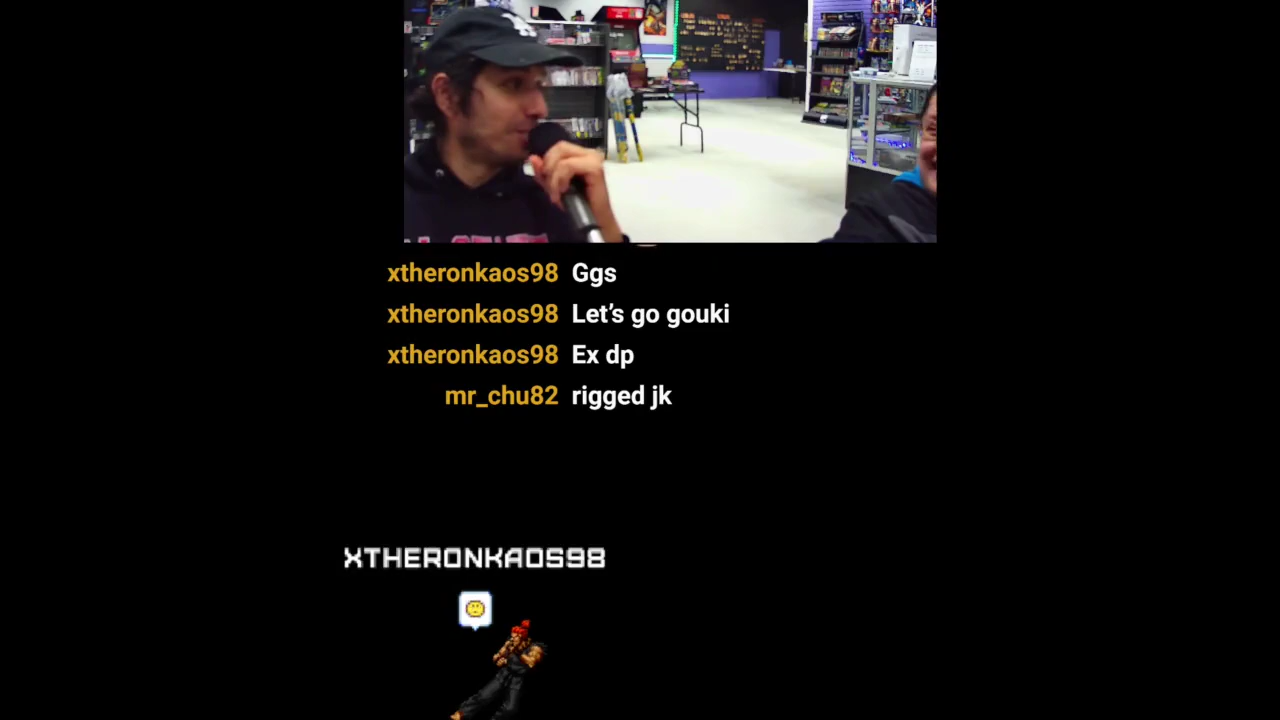 xtheronkaos98 Ggs
xtheronkaos98 Let’s go gouki
xtheronkaos98 Ex dp
mr_chu82 rigged jk
XTHERONKAOS98